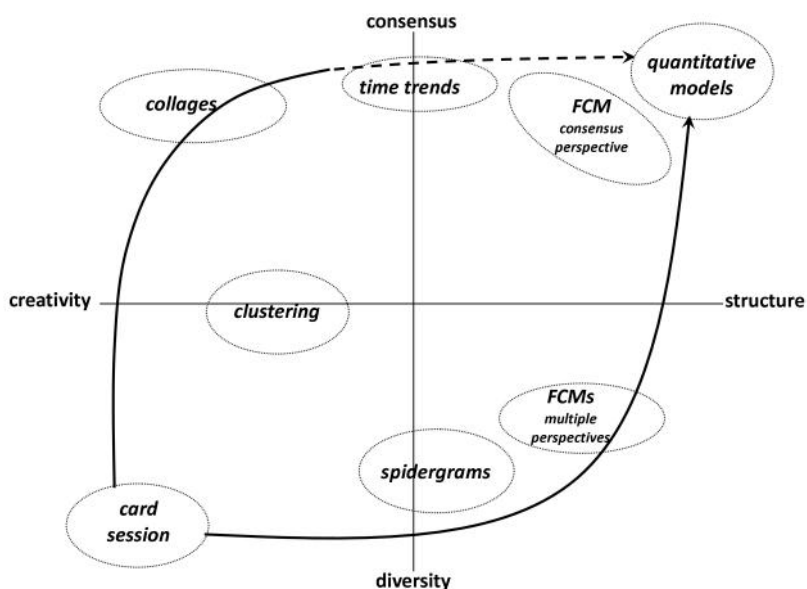 consensus
quantitative
models
collages
time trends
FCM
consensus
perspective
creativity
clustering
structure
FCMs
multiple
perspectives
spidergrams
card
session
diversity